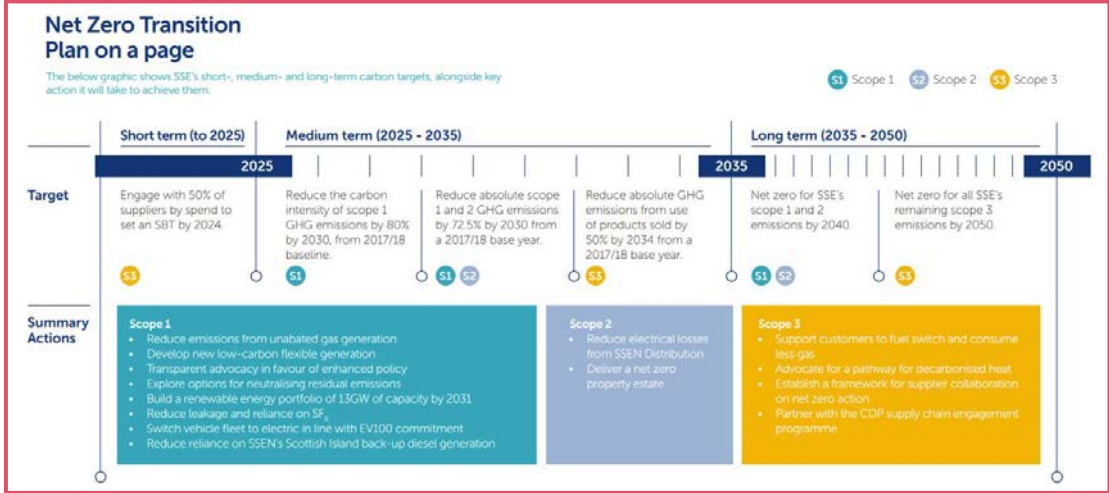 Net Zero Transition
Plan on a page
The below graphic shows SSE's short-, medium- and long-term carbon targets, alongside key
action it will take to achieve them.
S1 Scope 1 S2 Scope 2 S3 Scope 3
Short term (to 2025)
Medium term (2025 - 2035)
Long term (2035 - 2050)
2025
2035
2050
Target
Engage with 50% of
suppliers by spend to
set an SBT by 2024.
S3
Reduce the carbon
intensity of scope 1
GHG emissions by 80%
by 2030, from 2017/18
baseline.
S1
Reduce absolute scope
1 and 2 GHG emissions
by 72.5% by 2030 from
a 2017/18 base year.
S1 S2
Reduce absolute GHG
emissions from use
of products sold by
50% by 2034 from a
2017/18 base year.
S3
Net zero for SSE's
scope 1 and 2
emissions by 2040.
S1 S2
Net zero for all SSE's
remaining scope 3
emissions by 2050.
S3
Summary
Actions
Scope 1
• Reduce emissions from unabated gas generation
• Develop new low-carbon flexible generation
• Transparent advocacy in favour of enhanced policy
• Explore options for neutralising residual emissions
• Build a renewable energy portfolio of 13GW of capacity by 2031
• Reduce leakage and reliance on SF₆
• Switch vehicle fleet to electric in line with EV100 commitment
• Reduce reliance on SSEN's Scottish Island back-up diesel generation
Scope 2
• Reduce electrical losses
from SSEN Distribution
• Deliver a net zero
property estate
Scope 3
• Support customers to fuel switch and consume
less gas
• Advocate for a pathway for decarbonised heat
• Establish a framework for supplier collaboration
on net zero action
• Partner with the CDP supply chain engagement
programme